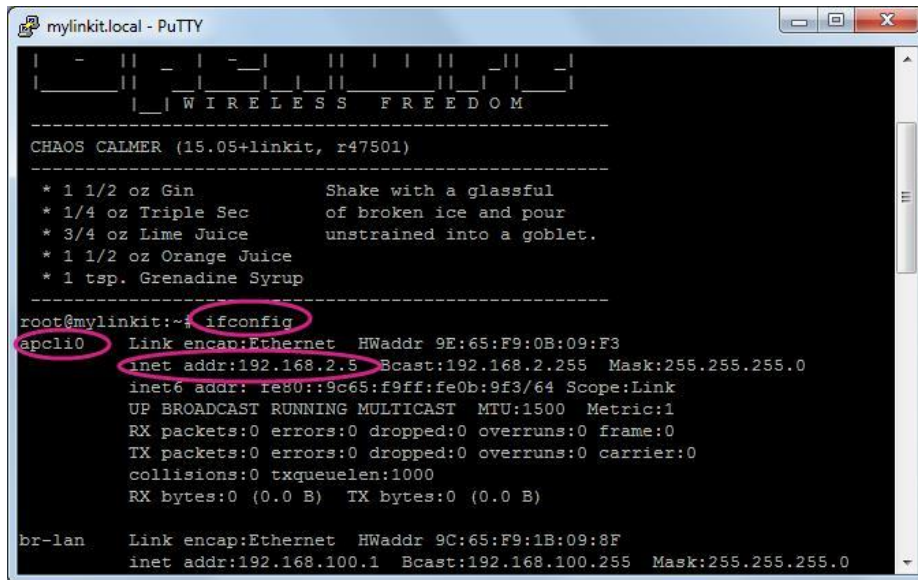 mylinkit.local - PuTTY
W I R E L E S S   F R E E D O M
-----------------------------------------------------
CHAOS CALMER (15.05+linkit, r47501)
-----------------------------------------------------
* 1 1/2 oz Gin            Shake with a glassful
* 1/4 oz Triple Sec       of broken ice and pour
* 3/4 oz Lime Juice       unstrained into a goblet.
* 1 1/2 oz Orange Juice
* 1 tsp. Grenadine Syrup
-----------------------------------------------------
root@mylinkit:~# ifconfig
apcli0    Link encap:Ethernet  HWaddr 9E:65:F9:0B:09:F3
inet addr:192.168.2.5  Bcast:192.168.2.255  Mask:255.255.255.0
inet6 addr: fe80::9c65:f9ff:fe0b:9f3/64 Scope:Link
UP BROADCAST RUNNING MULTICAST  MTU:1500  Metric:1
RX packets:0 errors:0 dropped:0 overruns:0 frame:0
TX packets:0 errors:0 dropped:0 overruns:0 carrier:0
collisions:0 txqueuelen:1000
RX bytes:0 (0.0 B)  TX bytes:0 (0.0 B)
br-lan    Link encap:Ethernet  HWaddr 9C:65:F9:1B:09:8F
inet addr:192.168.100.1  Bcast:192.168.100.255  Mask:255.255.255.0